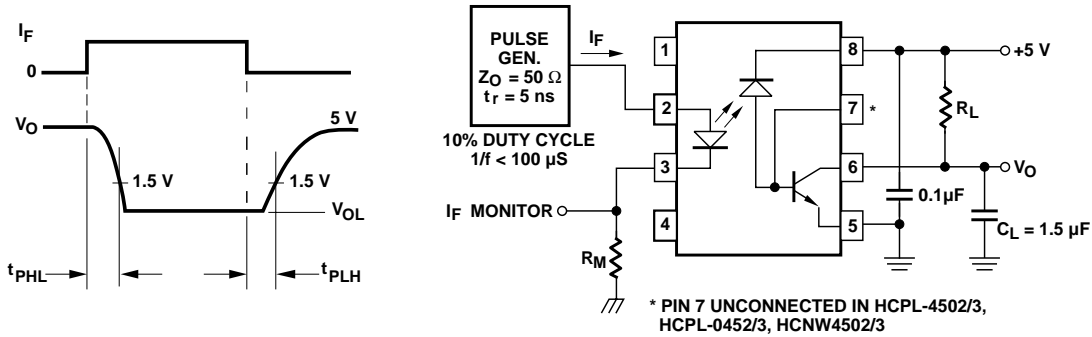 I_F
0
V_O
5 V
1.5 V
1.5 V
V_OL
t_PHL
t_PLH
PULSE
GEN.
Z_O = 50 Ω
t_r = 5 ns
I_F
10% DUTY CYCLE
1/f < 100 µS
I_F MONITOR
R_M
1
2
3
4
8
7
*
6
5
+5 V
R_L
V_O
0.1µF
C_L = 1.5 µF
* PIN 7 UNCONNECTED IN HCPL-4502/3,
HCPL-0452/3, HCNW4502/3